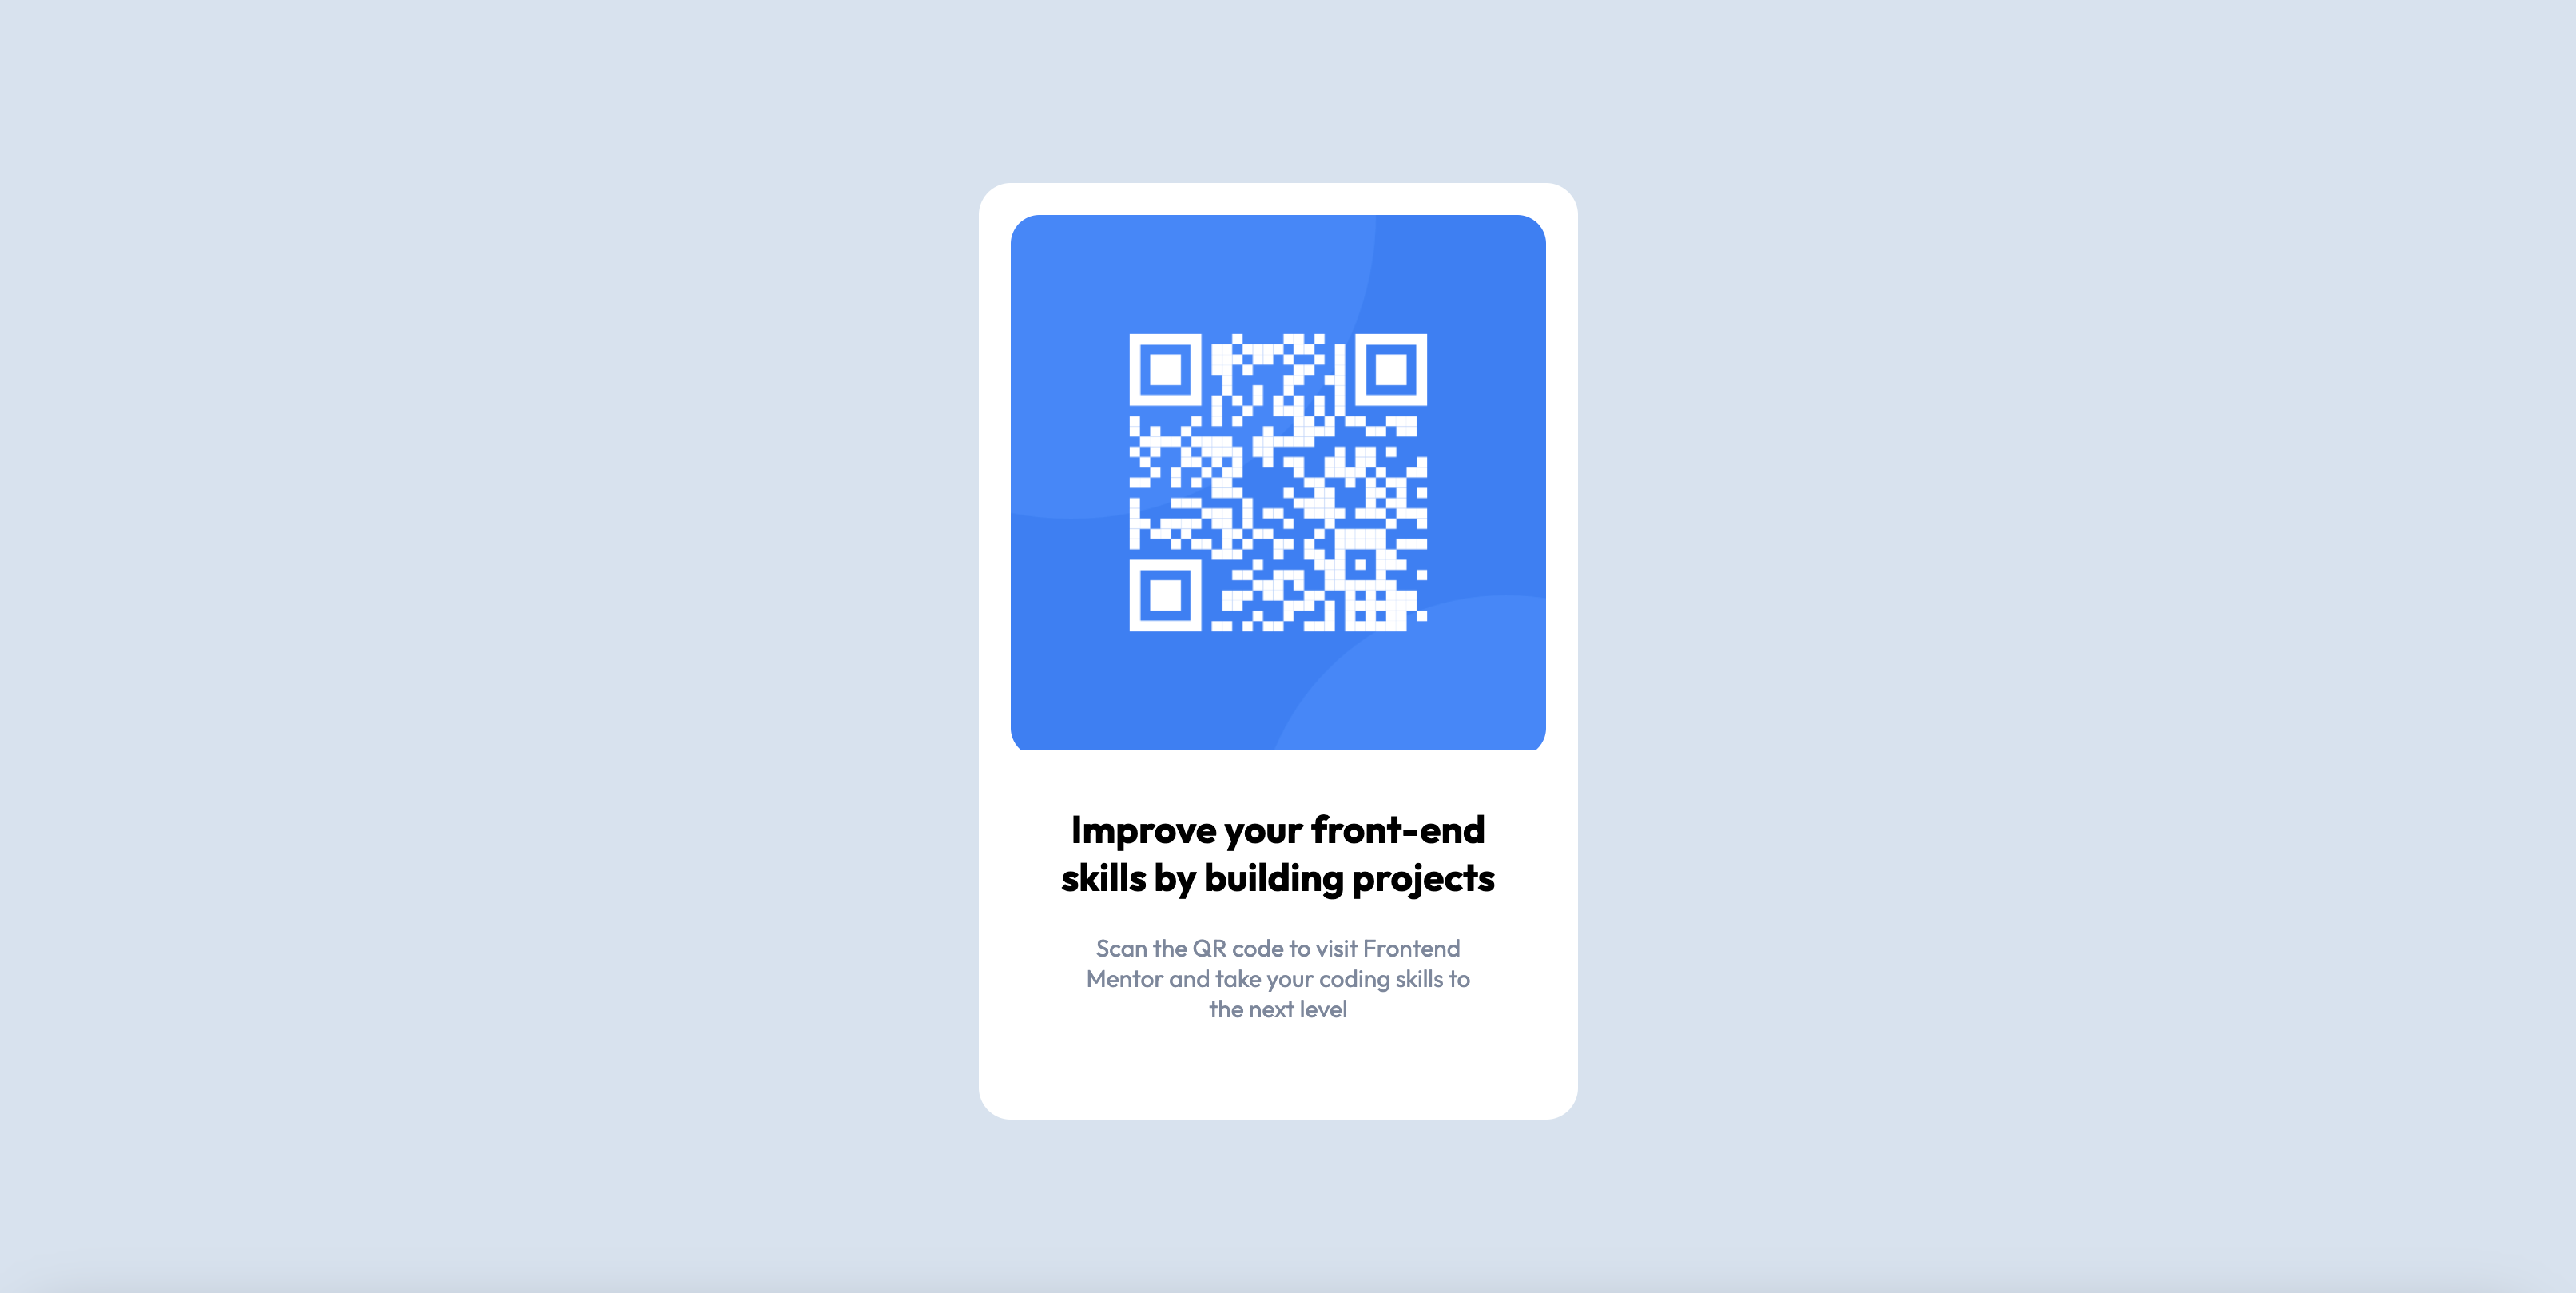 Improve your front-end
skills by building projects
Scan the QR code to visit Frontend
Mentor and take your coding skills to
the next level